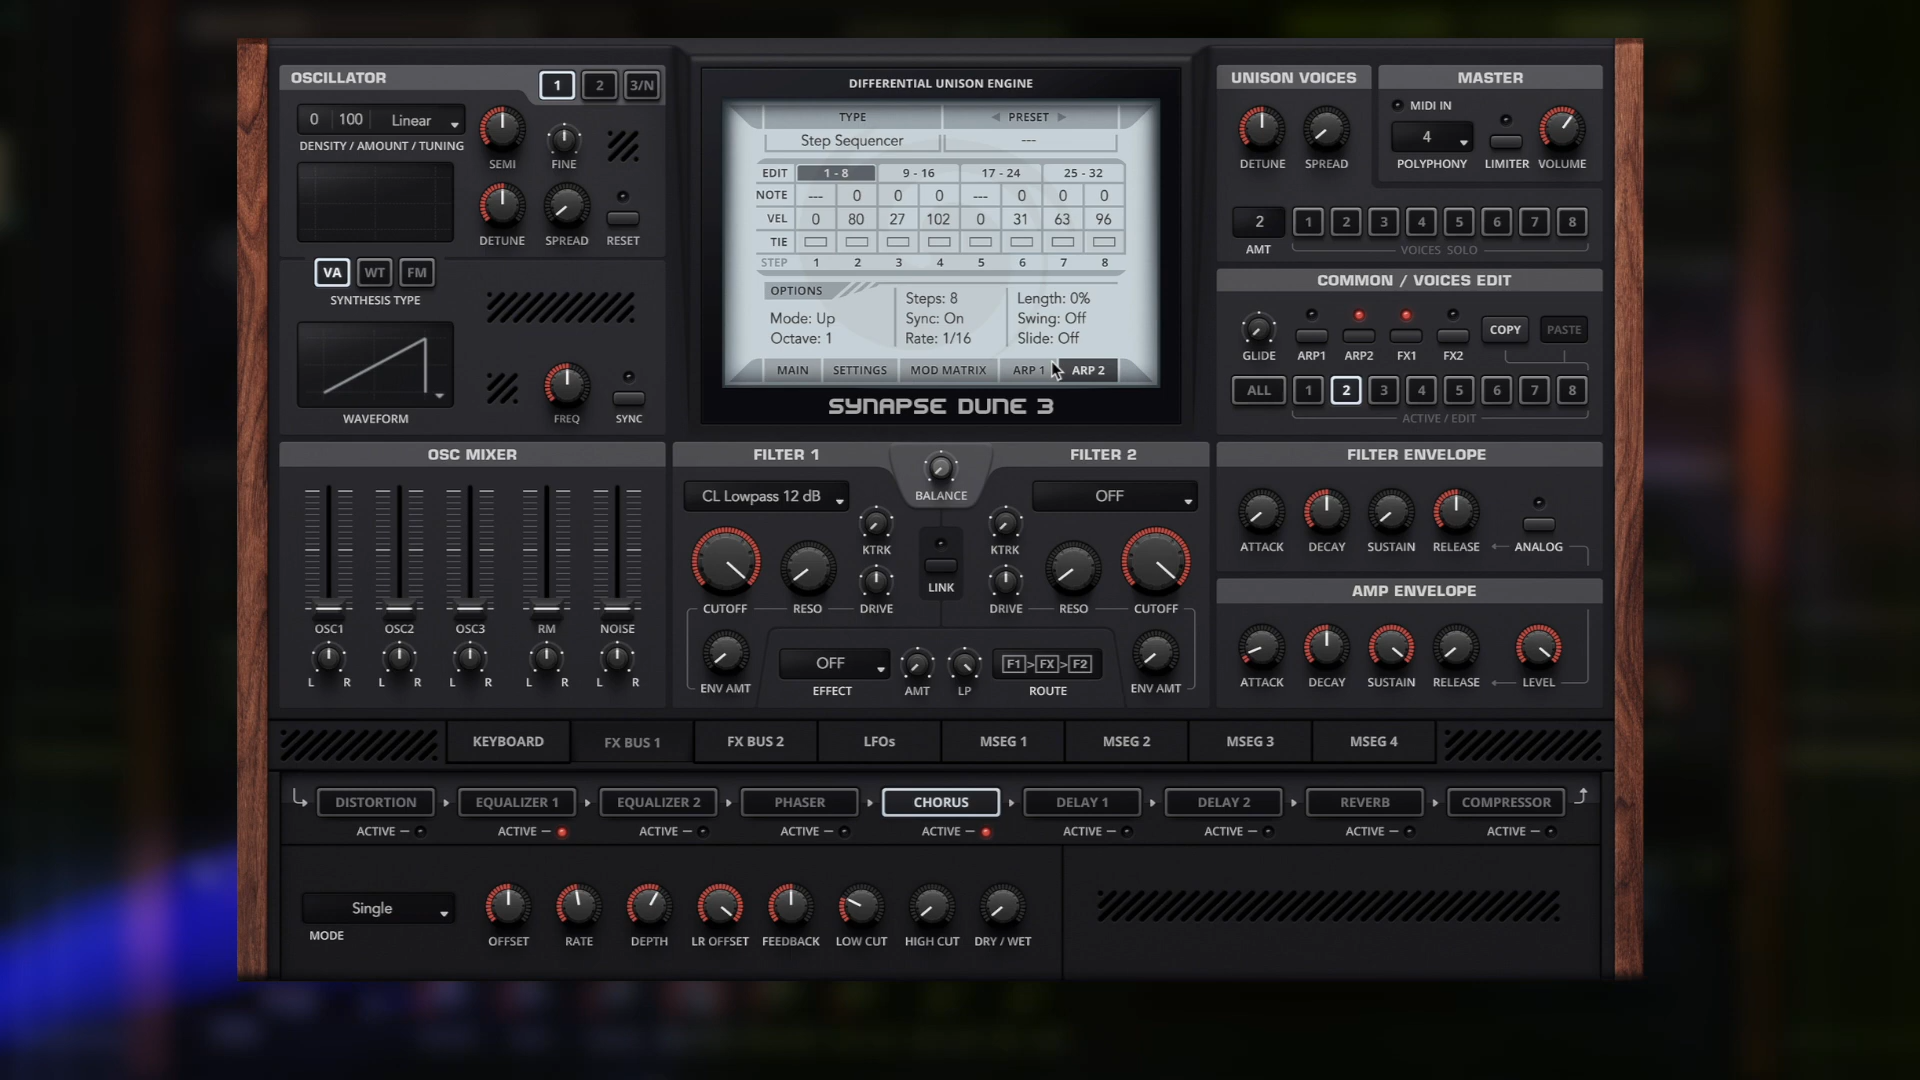 OSCILLATOR
1 2 3/N
0 100 Linear
DENSITY / AMOUNT / TUNING
SEMI FINE
DETUNE SPREAD RESET
VA WT FM
SYNTHESIS TYPE
WAVEFORM
FREQ SYNC
DIFFERENTIAL UNISON ENGINE
TYPE PRESET
Step Sequencer ---
EDIT 1 - 8 9 - 16 17 - 24 25 - 32
NOTE --- 0 0 0 --- 0 0 0
VEL 0 80 27 102 0 31 63 96
TIE
STEP 1 2 3 4 5 6 7 8
OPTIONS
Mode: Up
Octave: 1
Steps: 8
Sync: On
Rate: 1/16
Length: 0%
Swing: Off
Slide: Off
MAIN SETTINGS MOD MATRIX ARP 1 ARP 2
SYNAPSE DUNE 3
UNISON VOICES
DETUNE SPREAD
MASTER
MIDI IN
4
POLYPHONY LIMITER VOLUME
2 1 2 3 4 5 6 7 8
AMT VOICES SOLO
COMMON / VOICES EDIT
COPY PASTE
GLIDE ARP1 ARP2 FX1 FX2
ALL 1 2 3 4 5 6 7 8
ACTIVE / EDIT
OSC MIXER
OSC1 OSC2 OSC3 RM NOISE
L R L R L R L R L R
FILTER 1
CL Lowpass 12 dB
KTRK
CUTOFF RESO DRIVE
ENV AMT
BALANCE
LINK
FILTER 2
OFF
KTRK
DRIVE RESO CUTOFF
ENV AMT
OFF
EFFECT
AMT LP
F1>FX>F2
ROUTE
FILTER ENVELOPE
ATTACK DECAY SUSTAIN RELEASE ANALOG
AMP ENVELOPE
ATTACK DECAY SUSTAIN RELEASE LEVEL
KEYBOARD FX BUS 1 FX BUS 2 LFOs MSEG 1 MSEG 2 MSEG 3 MSEG 4
DISTORTION EQUALIZER 1 EQUALIZER 2 PHASER CHORUS DELAY 1 DELAY 2 REVERB COMPRESSOR
ACTIVE ACTIVE ACTIVE ACTIVE ACTIVE ACTIVE ACTIVE ACTIVE ACTIVE
Single
MODE
OFFSET RATE DEPTH LR OFFSET FEEDBACK LOW CUT HIGH CUT DRY / WET